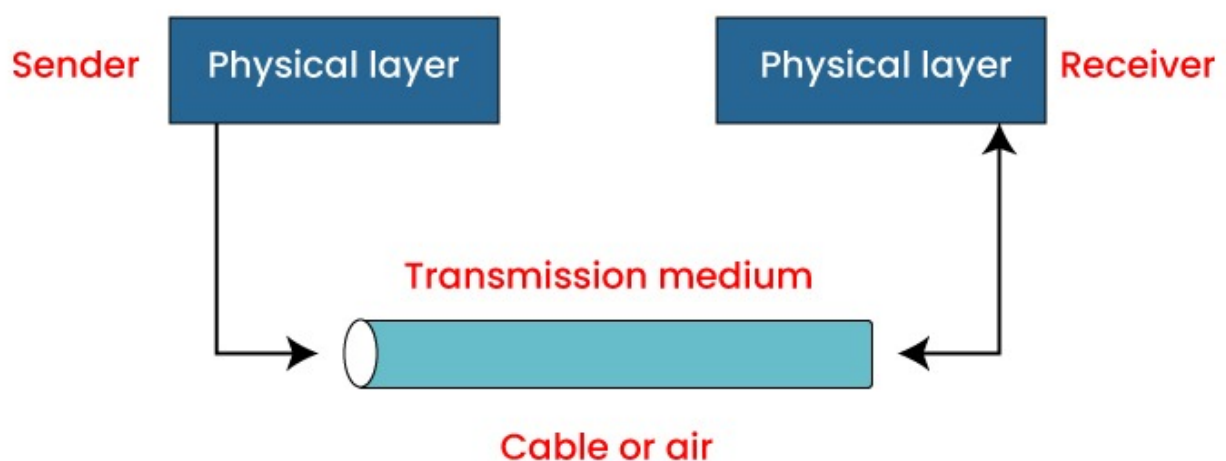 Sender
Physical layer
Physical layer
Receiver
Transmission medium
Cable or air